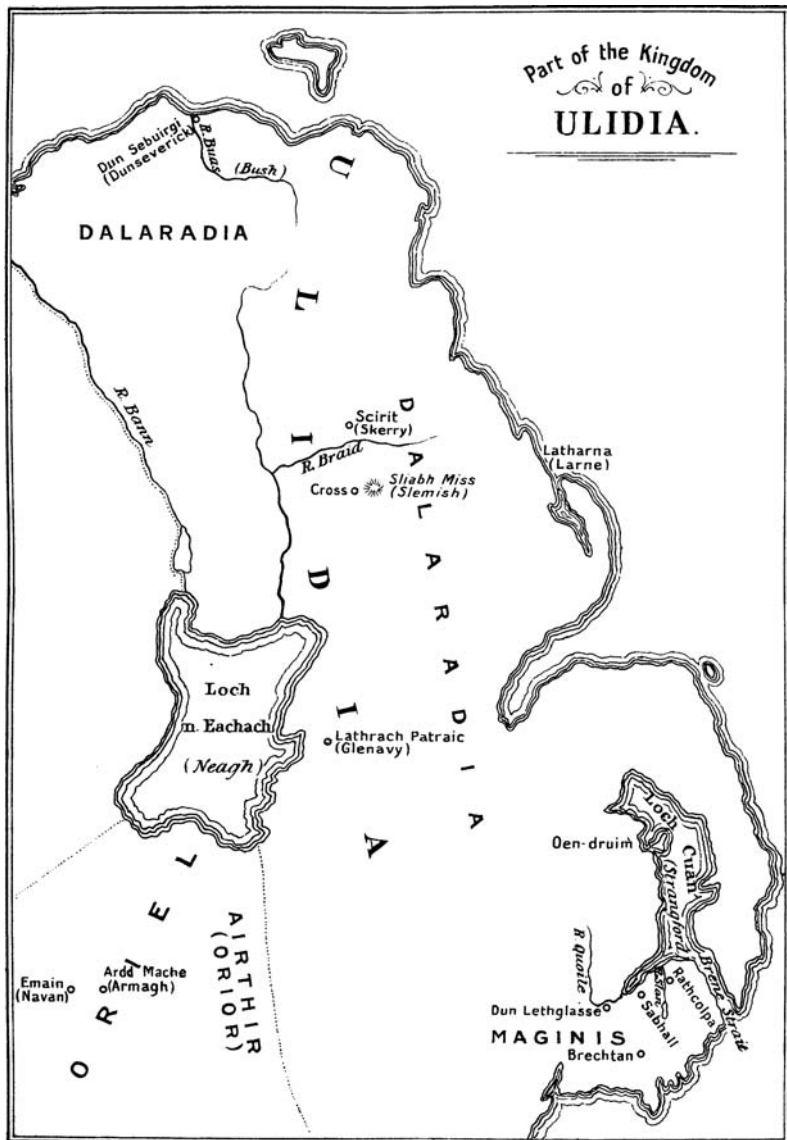 Part of the Kingdom
of
ULIDIA.
Dun Sebuirgi
(Dunseverick)
R. Buas
(Bush)
DALARADIA
ULIDIA
R. Bann
Scirit
(Skerry)
R. Braid
Cross
Sliabh Miss
(Slemish)
DALARADIA
Latharna
(Larne)
Loch
n. Eachach
(Neagh)
Lathrach Patraic
(Glenavy)
Loch
Cuan
(Strangford)
Oen-druim
ORIEL
AIRTHIR
(ORIOR)
Emain
(Navan)
Ardd Mache
(Armagh)
R Quoile
Dun Lethglasse
Slan
Rathcolpa
Sabhall
Brene Strait
MAGINIS
Brechtan